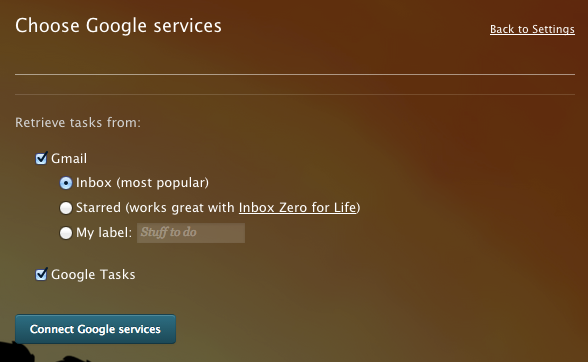 Choose Google services
Back to Settings
Retrieve tasks from:
Gmail
Inbox (most popular)
Starred (works great with Inbox Zero for Life)
My label: Stuff to do
Google Tasks
Connect Google services